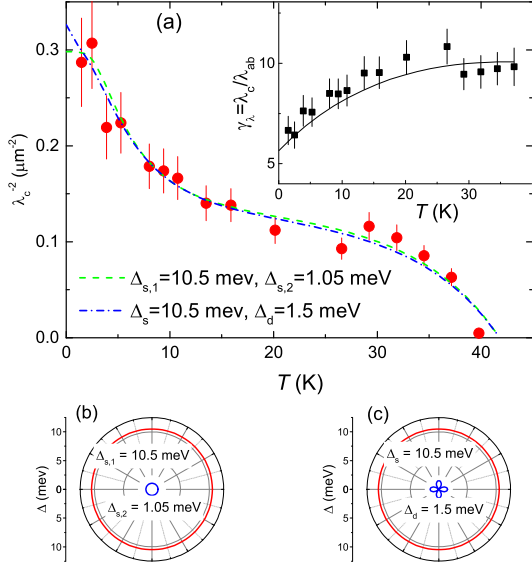 (a)
0.3
0.2
0.1
0.0
λc⁻² (μm⁻²)
0 10 20 30 40
T (K)
Δs,1=10.5 mev, Δs,2=1.05 meV
Δs=10.5 mev, Δd=1.5 meV
10
5
γλ=λc/λab
0 10 20 30
T (K)
(b)
10
5
0
5
10
Δ (meV)
Δs,1 = 10.5 meV
Δs,2 = 1.05 meV
(c)
10
5
0
5
10
Δ (meV)
Δs = 10.5 meV
Δd = 1.5 meV